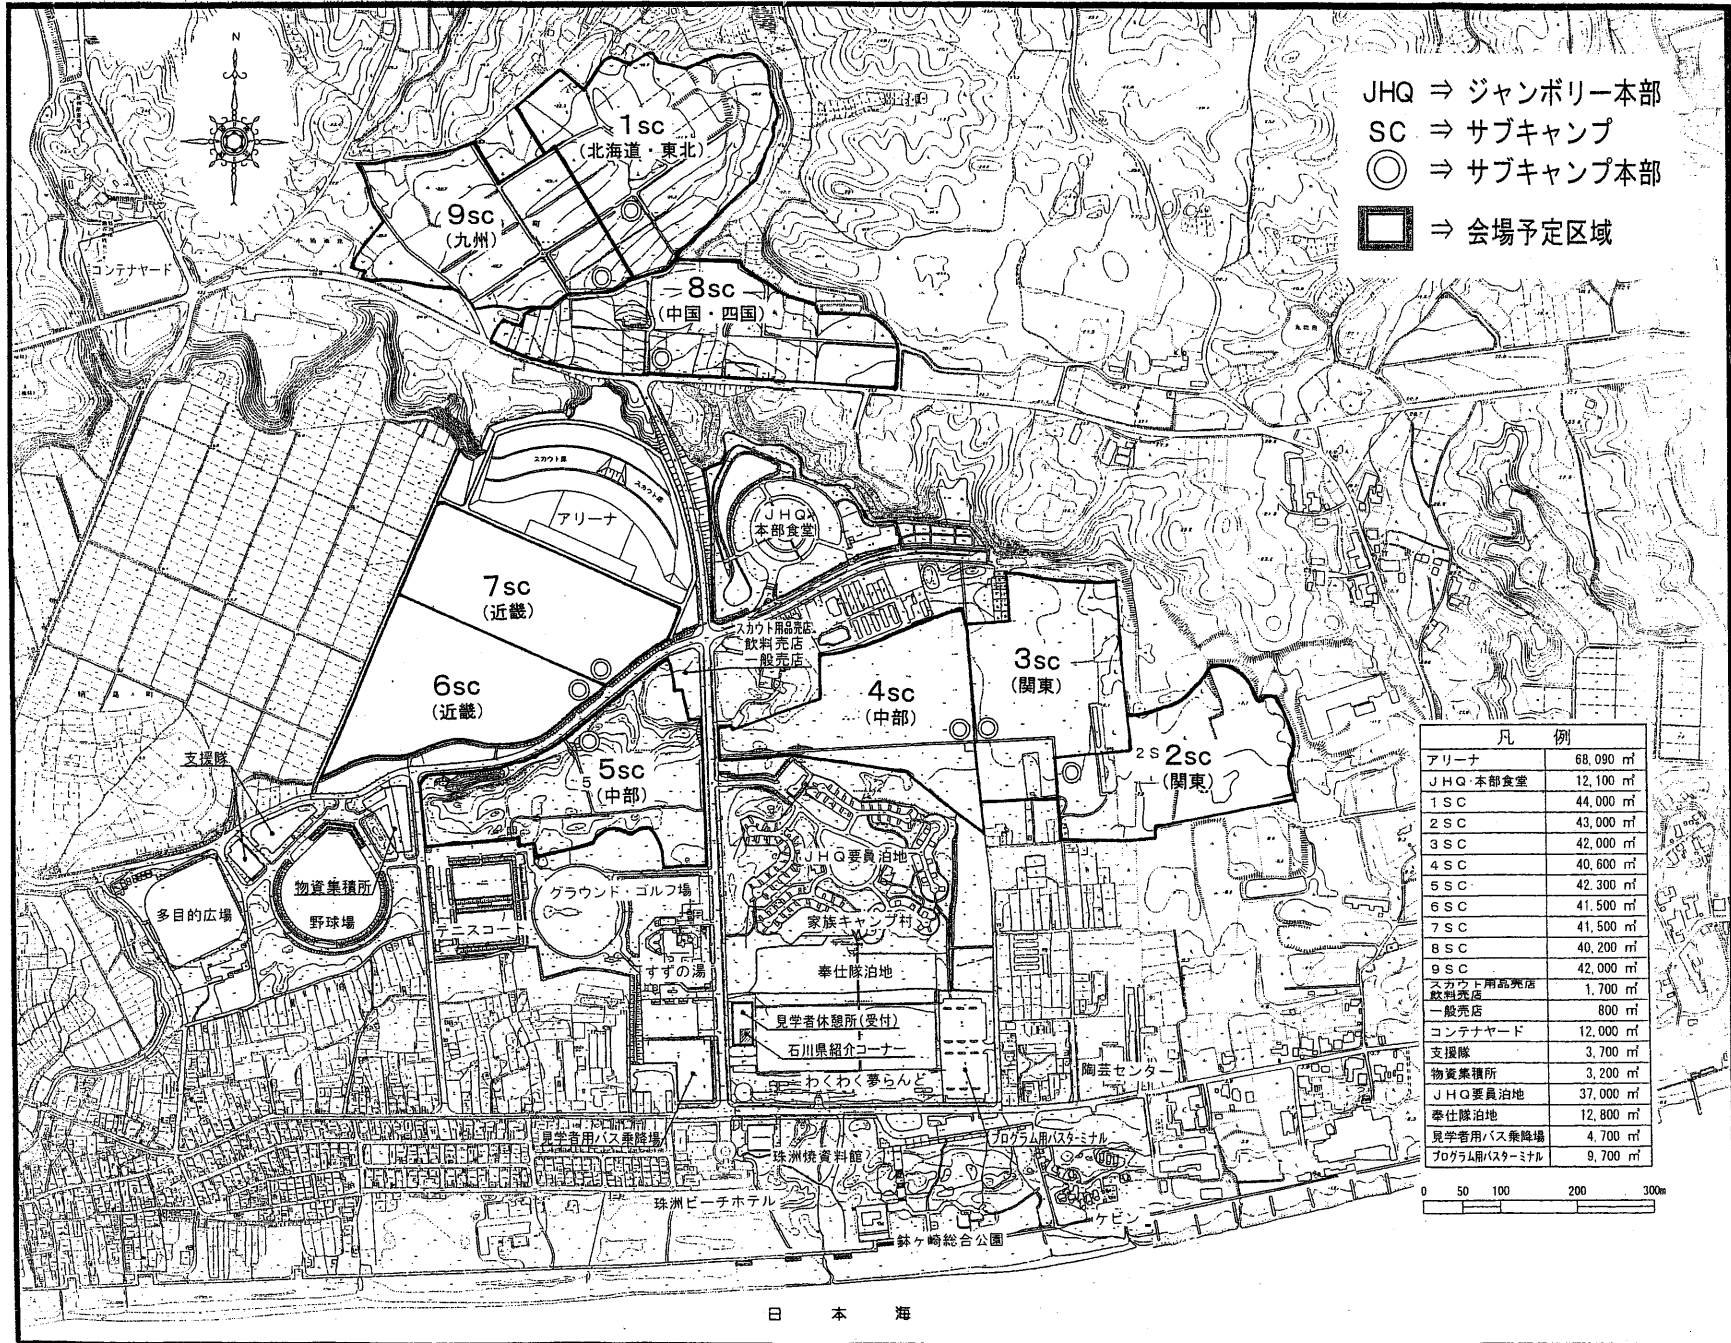 N
JHQ ⇒ ジャンボリー本部
SC ⇒ サブキャンプ
◎ ⇒ サブキャンプ本部
⇒ 会場予定区域
1sc
(北海道・東北)
9sc
(九州)
コンテナヤード
8sc
(中国・四国)
スカウト席
スカウト席
アリーナ
JHQ
本部食堂
7sc
(近畿)
スカウト用品売店
飲料売店
一般売店
6sc
(近畿)
3sc
(関東)
4sc
(中部)
2S
2sc
(関東)
支援隊
5sc
5
(中部)
物資集積所
野球場
多目的広場
テニスコート
グラウンド・ゴルフ場
JHQ要員泊地
家族キャンプ村
すずの湯
奉仕隊泊地
見学者休憩所(受付)
石川県紹介コーナー
わくわく夢らんど
陶芸センター
見学者用バス乗降場
プログラム用バスターミナル
珠洲焼資料館
珠洲ビーチホテル
ケビン
鉢ヶ崎総合公園
日本海
凡例
アリーナ 68,090 ㎡
JHQ・本部食堂 12,100 ㎡
1SC 44,000 ㎡
2SC 43,000 ㎡
3SC 42,000 ㎡
4SC 40,600 ㎡
5SC 42,300 ㎡
6SC 41,500 ㎡
7SC 41,500 ㎡
8SC 40,200 ㎡
9SC 42,000 ㎡
スカウト用品売店
飲料売店 1,700 ㎡
一般売店 800 ㎡
コンテナヤード 12,000 ㎡
支援隊 3,700 ㎡
物資集積所 3,200 ㎡
JHQ要員泊地 37,000 ㎡
奉仕隊泊地 12,800 ㎡
見学者用バス乗降場 4,700 ㎡
プログラム用バスターミナル 9,700 ㎡
0 50 100 200 300m